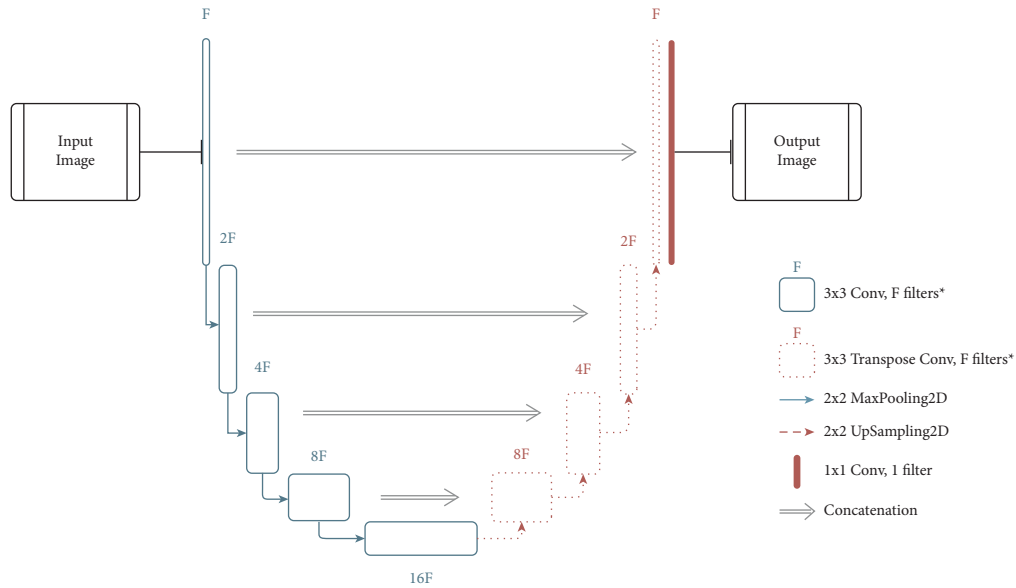 F
F
Input
Image
Output
Image
2F
2F
4F
4F
8F
8F
16F
F
3x3 Conv, F filters*
F
3x3 Transpose Conv, F filters*
2x2 MaxPooling2D
2x2 UpSampling2D
1x1 Conv, 1 filter
Concatenation